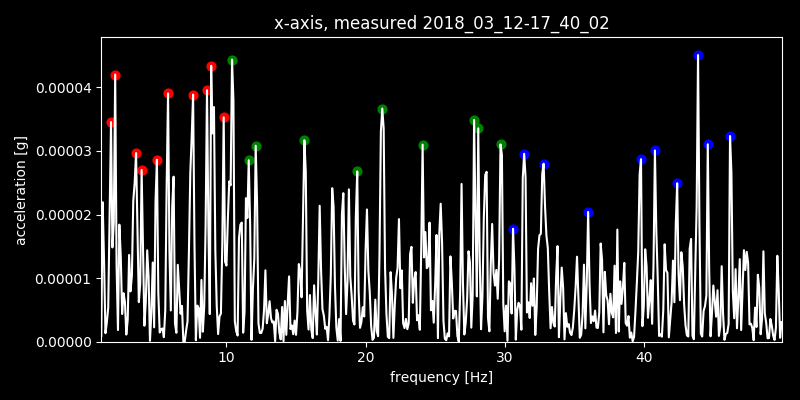 x-axis, measured 2018_03_12-17_40_02
acceleration [g]
0.00004
0.00003
0.00002
0.00001
0.00000
10 20 30 40
frequency [Hz]